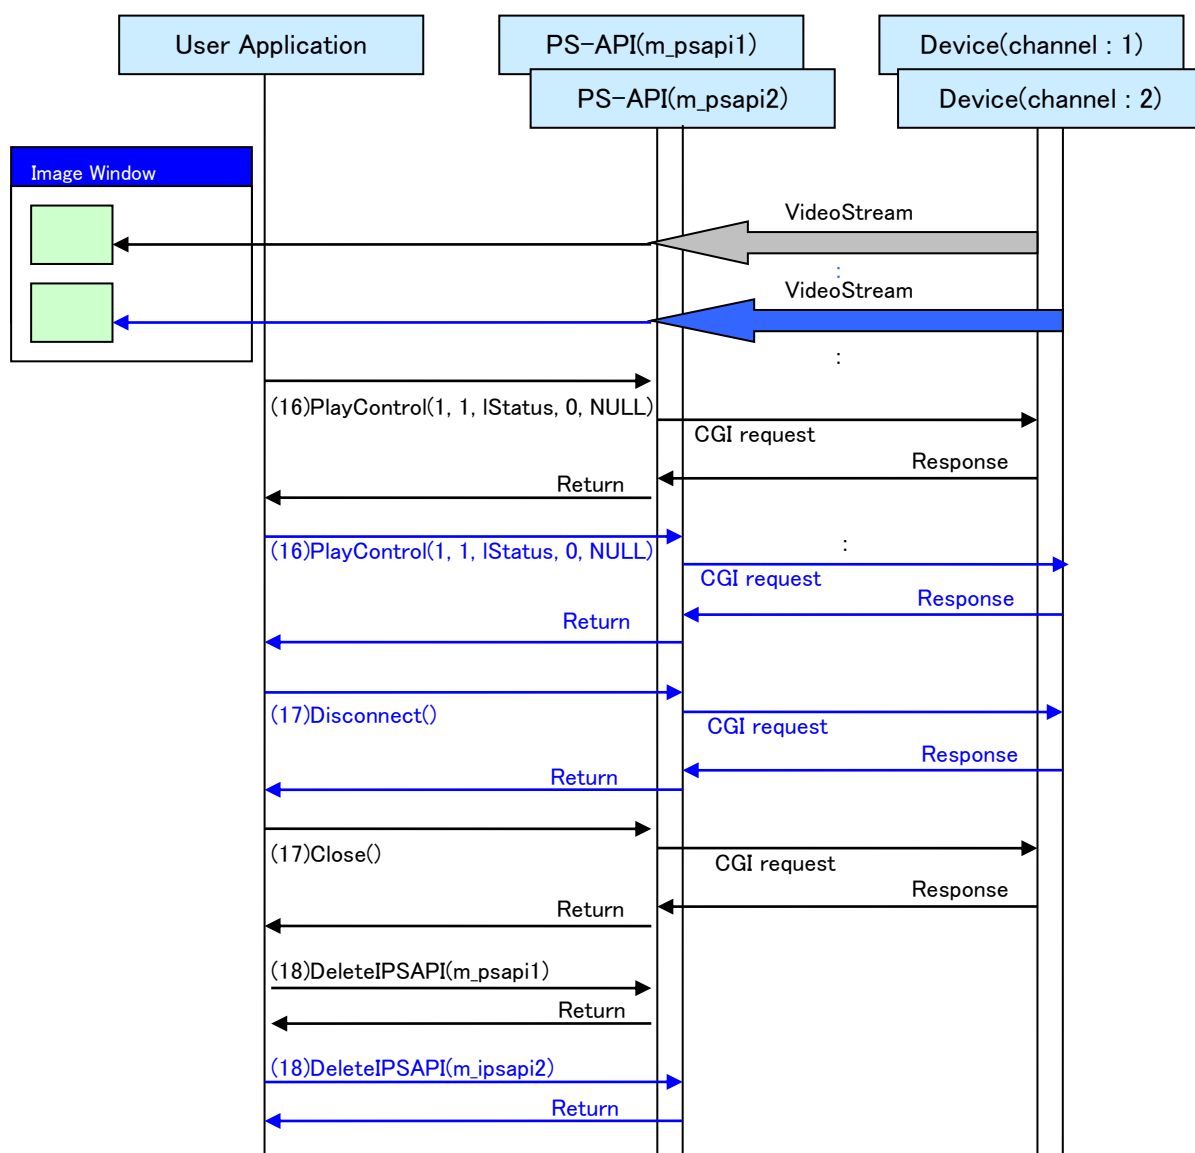 User Application
PS-API(m_psapi1)
Device(channel : 1)
PS-API(m_psapi2)
Device(channel : 2)
Image Window
VideoStream
:
VideoStream
:
(16)PlayControl(1, 1, lStatus, 0, NULL)
CGI request
Response
Return
(16)PlayControl(1, 1, lStatus, 0, NULL)
:
CGI request
Response
Return
(17)Disconnect()
CGI request
Response
Return
(17)Close()
CGI request
Response
Return
(18)DeleteIPSAPI(m_psapi1)
Return
(18)DeleteIPSAPI(m_ipsapi2)
Return